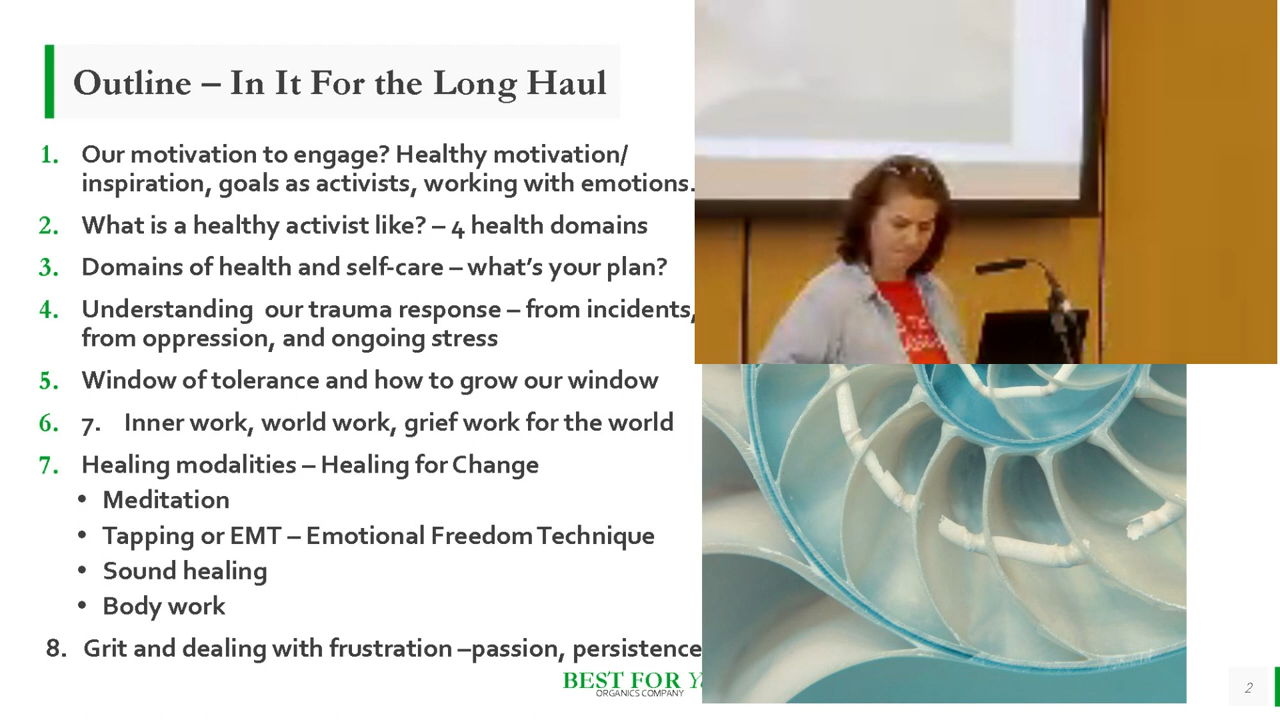 Outline – In It For the Long Haul
1. Our motivation to engage? Healthy motivation/
inspiration, goals as activists, working with emotions.
2. What is a healthy activist like? – 4 health domains
3. Domains of health and self-care – what's your plan?
4. Understanding our trauma response – from incidents,
from oppression, and ongoing stress
5. Window of tolerance and how to grow our window
6. 7. Inner work, world work, grief work for the world
7. Healing modalities – Healing for Change
• Meditation
• Tapping or EMT – Emotional Freedom Technique
• Sound healing
• Body work
8. Grit and dealing with frustration –passion, persistence
BEST FOR
ORGANICS COMPANY
2